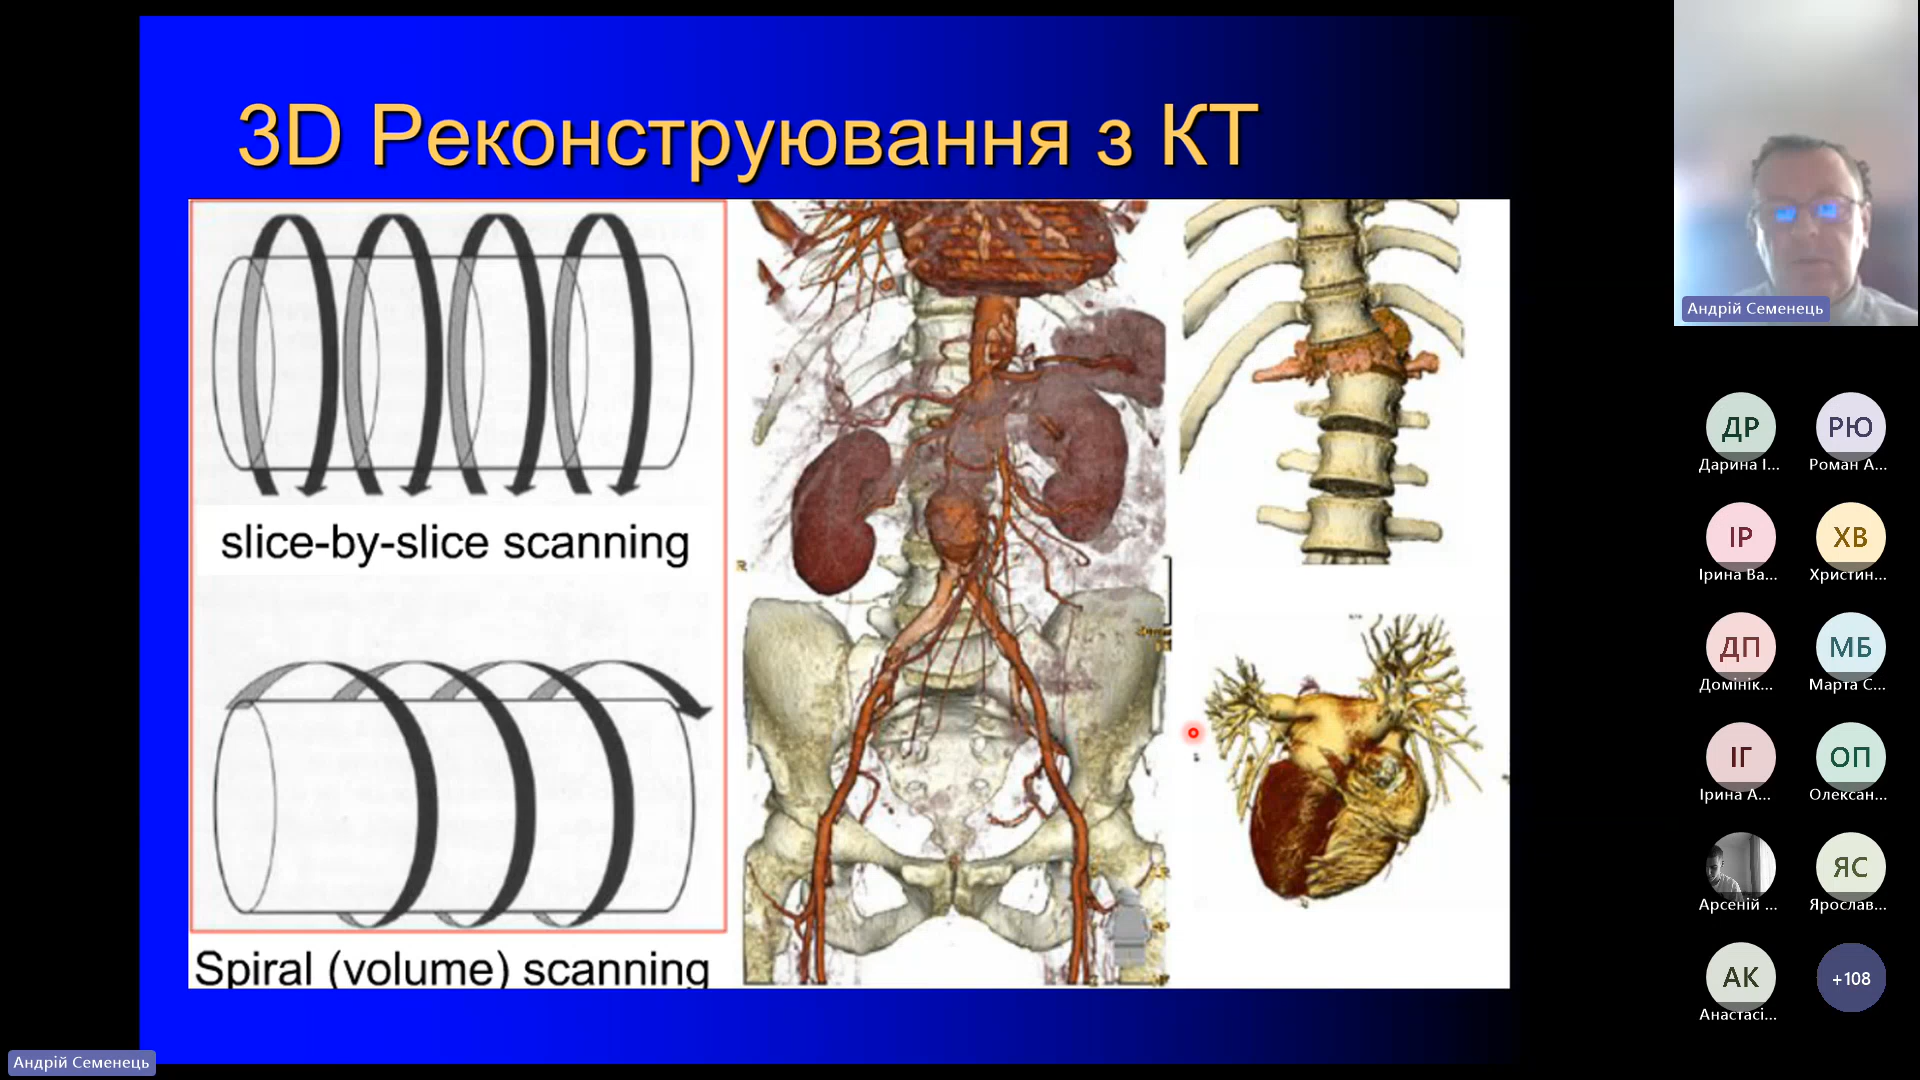 3D Реконструювання з КТ
slice-by-slice scanning
Spiral (volume) scanning
R
Андрій Семенець
ДР
РЮ
Дарина І...
Роман А...
ІР
ХВ
Ірина Ва...
Христин...
ДП
МБ
Домінік...
Марта С...
ІГ
ОП
Ірина А...
Олексан...
ЯС
Арсеній ...
Ярослав...
АК
+108
Анастасі...
Андрій Семенець